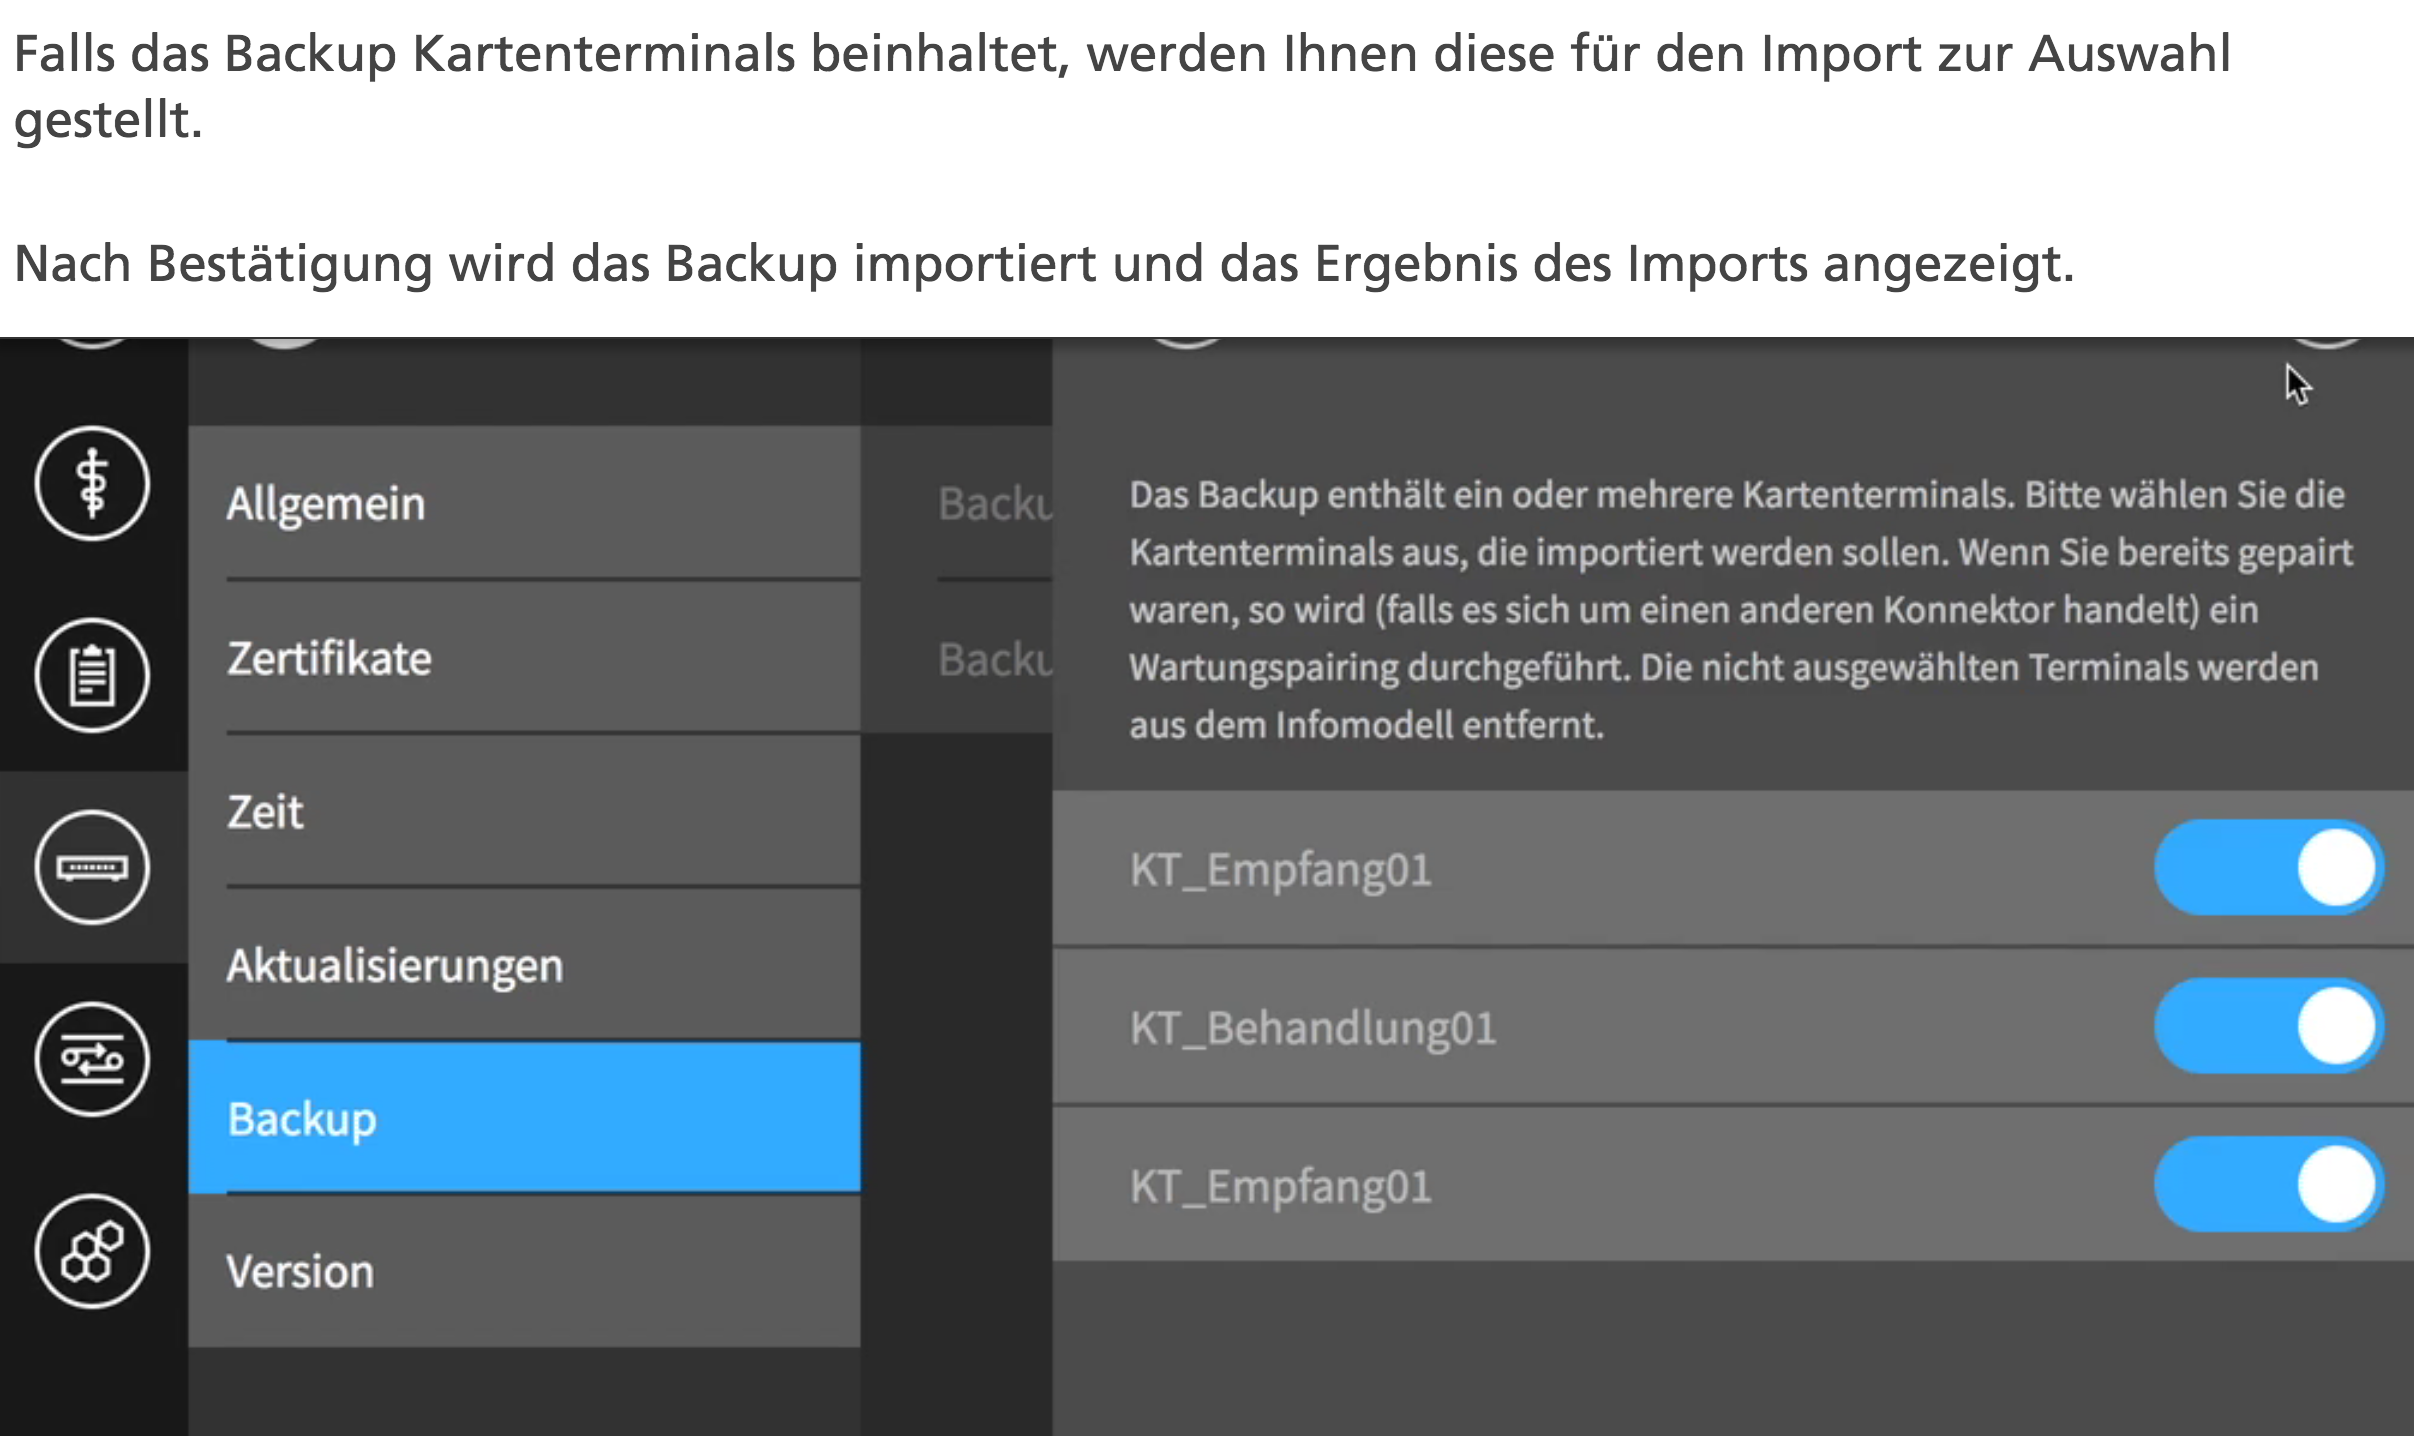 Falls das Backup Kartenterminals beinhaltet, werden Ihnen diese für den Import zur Auswahl
gestellt.
Nach Bestätigung wird das Backup importiert und das Ergebnis des Imports angezeigt.
Allgemein
Zertifikate
Zeit
Aktualisierungen
Backup
Version
Backu
Backu
Das Backup enthält ein oder mehrere Kartenterminals. Bitte wählen Sie die
Kartenterminals aus, die importiert werden sollen. Wenn Sie bereits gepairt
waren, so wird (falls es sich um einen anderen Konnektor handelt) ein
Wartungspairing durchgeführt. Die nicht ausgewählten Terminals werden
aus dem Infomodell entfernt.
KT_Empfang01
KT_Behandlung01
KT_Empfang01